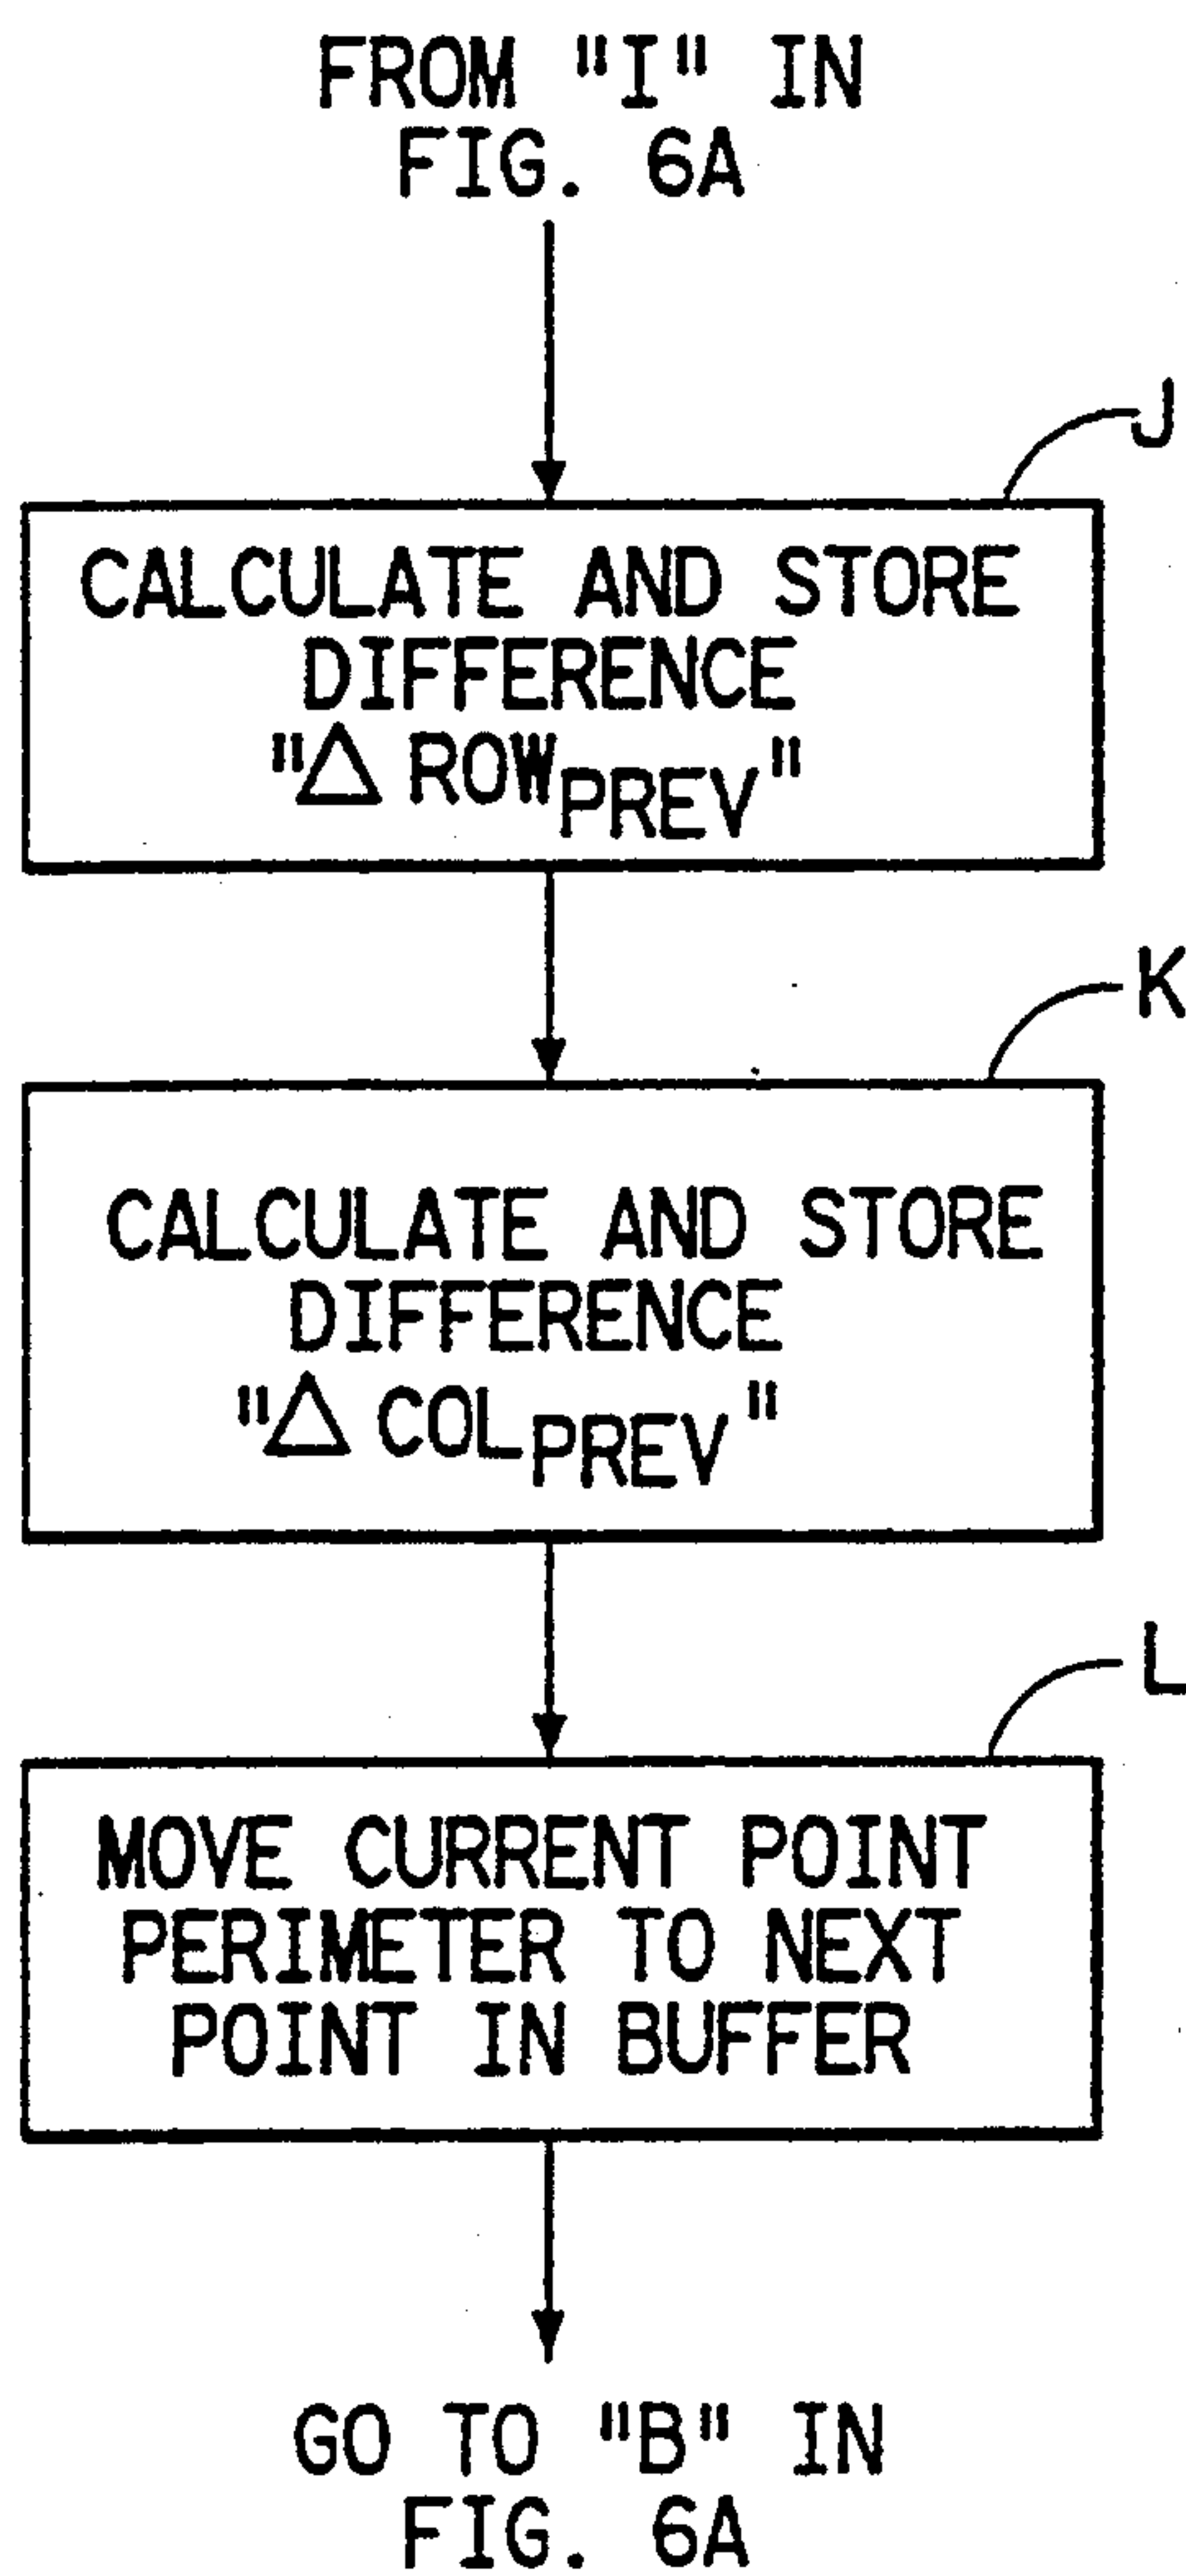 FROM "I" IN
FIG. 6A
J
CALCULATE AND STORE
DIFFERENCE
"△ ROWPREV"
K
CALCULATE AND STORE
DIFFERENCE
"△ COLPREV"
L
MOVE CURRENT POINT
PERIMETER TO NEXT
POINT IN BUFFER
GO TO "B" IN
FIG. 6A